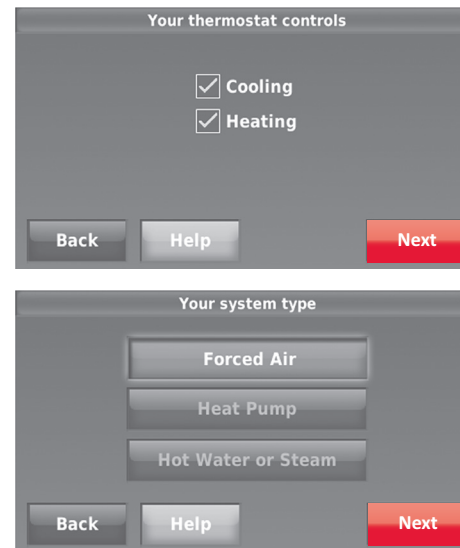 Your thermostat controls
Cooling
Heating
Back Help Next
Your system type
Forced Air
Heat Pump
Hot Water or Steam
Back Help Next